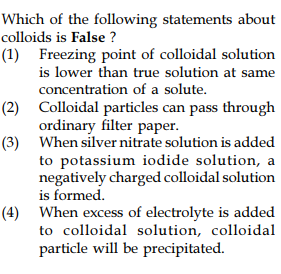 Which of the following statements about
colloids is False ?
(1) Freezing point of colloidal solution
is lower than true solution at same
concentration of a solute.
(2) Colloidal particles can pass through
ordinary filter paper.
(3) When silver nitrate solution is added
to potassium iodide solution, a
negatively charged colloidal solution
is formed.
(4) When excess of electrolyte is added
to colloidal solution, colloidal
particle will be precipitated.